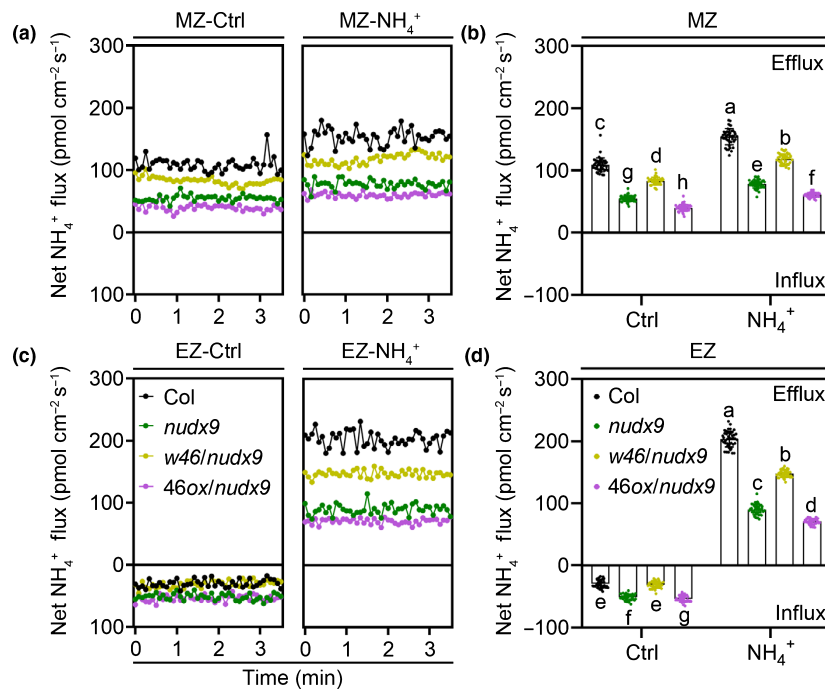 (a) MZ-Ctrl MZ-NH₄⁺
Net NH₄⁺ flux (pmol cm⁻² s⁻¹)
300
200
100
0
100
0 1 2 3 0 1 2 3
(b) MZ
Net NH₄⁺ flux (pmol cm⁻² s⁻¹)
300
200
100
0
−100
Efflux
c g d h a e b f
Influx
Ctrl NH₄⁺
(c) EZ-Ctrl EZ-NH₄⁺
Net NH₄⁺ flux (pmol cm⁻² s⁻¹)
300
200
100
0
100
Col
nudx9
w46/nudx9
46ox/nudx9
0 1 2 3 0 1 2 3
Time (min)
(d) EZ
Net NH₄⁺ flux (pmol cm⁻² s⁻¹)
300
200
100
0
−100
Col
nudx9
w46/nudx9
46ox/nudx9
Efflux
a c b d
e f e g
Influx
Ctrl NH₄⁺